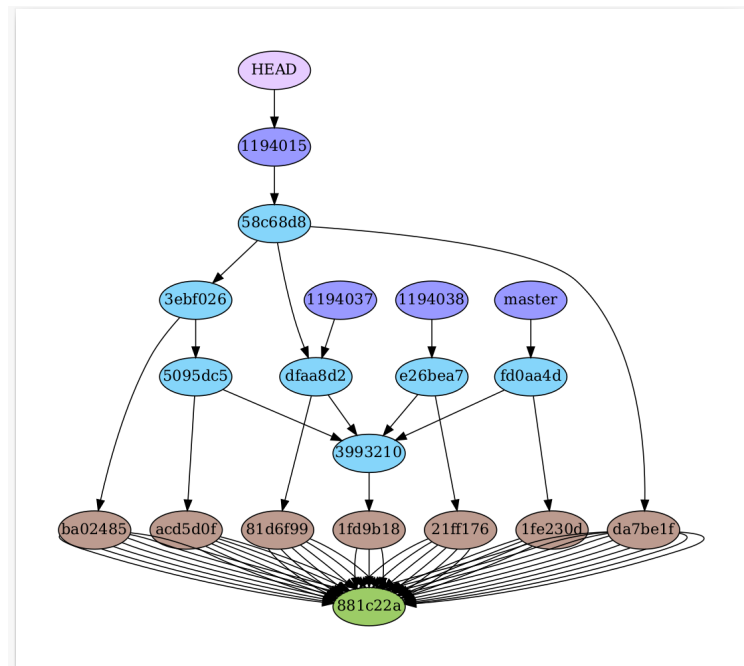 HEAD
1194015
58c68d8
3ebf026
1194037
1194038
master
5095dc5
dfaa8d2
e26bea7
fd0aa4d
3993210
ba02485
acd5d0f
81d6f99
1fd9b18
21ff176
1fe230d
da7be1f
881c22a